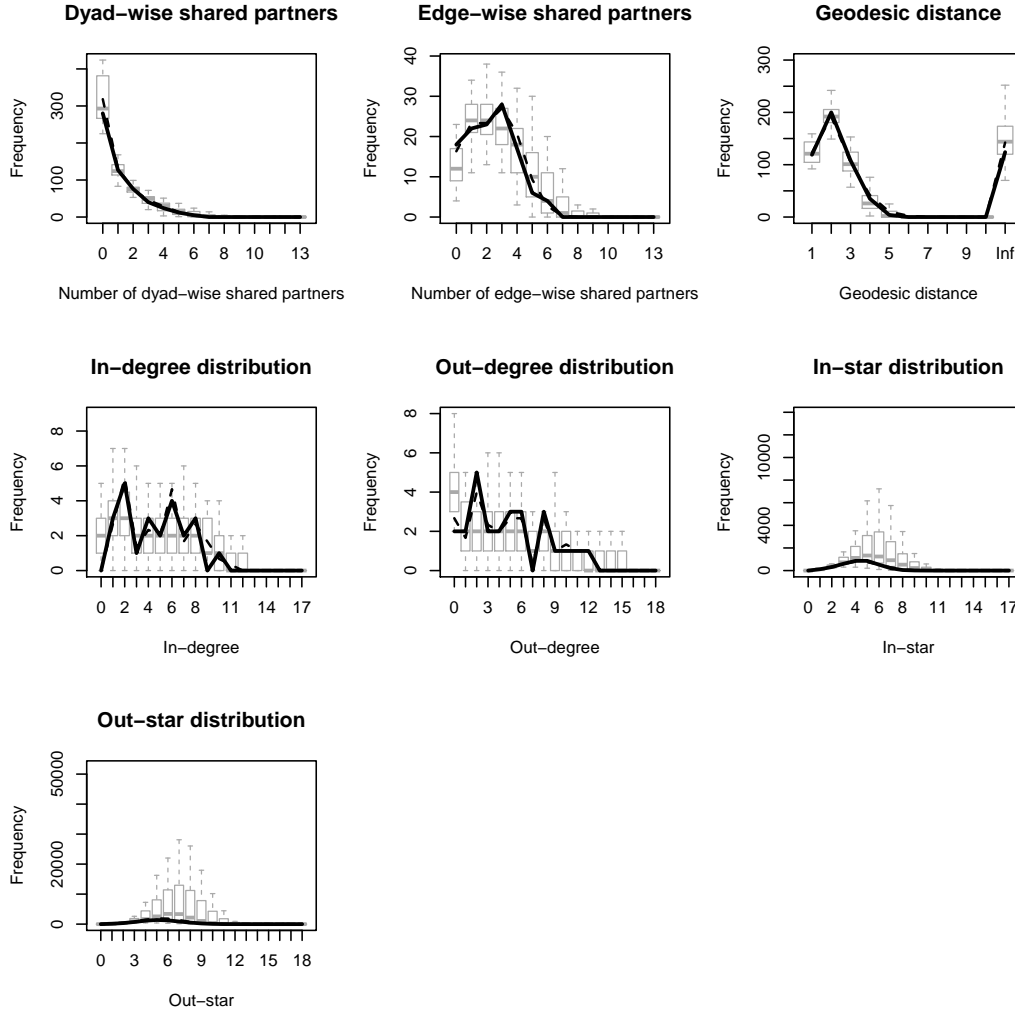 Dyad−wise shared partners
Frequency
0 100 300
0 2 4 6 8 10 13
Number of dyad−wise shared partners
Edge−wise shared partners
Frequency
0 10 20 30 40
0 2 4 6 8 10 13
Number of edge−wise shared partners
Geodesic distance
Frequency
0 100 200 300
1 3 5 7 9 Inf
Geodesic distance
In−degree distribution
Frequency
0 2 4 6 8
0 2 4 6 8 11 14 17
In−degree
Out−degree distribution
Frequency
0 2 4 6 8
0 3 6 9 12 15 18
Out−degree
In−star distribution
Frequency
0 4000 10000
0 2 4 6 8 11 14 17
In−star
Out−star distribution
Frequency
0 20000 50000
0 3 6 9 12 15 18
Out−star